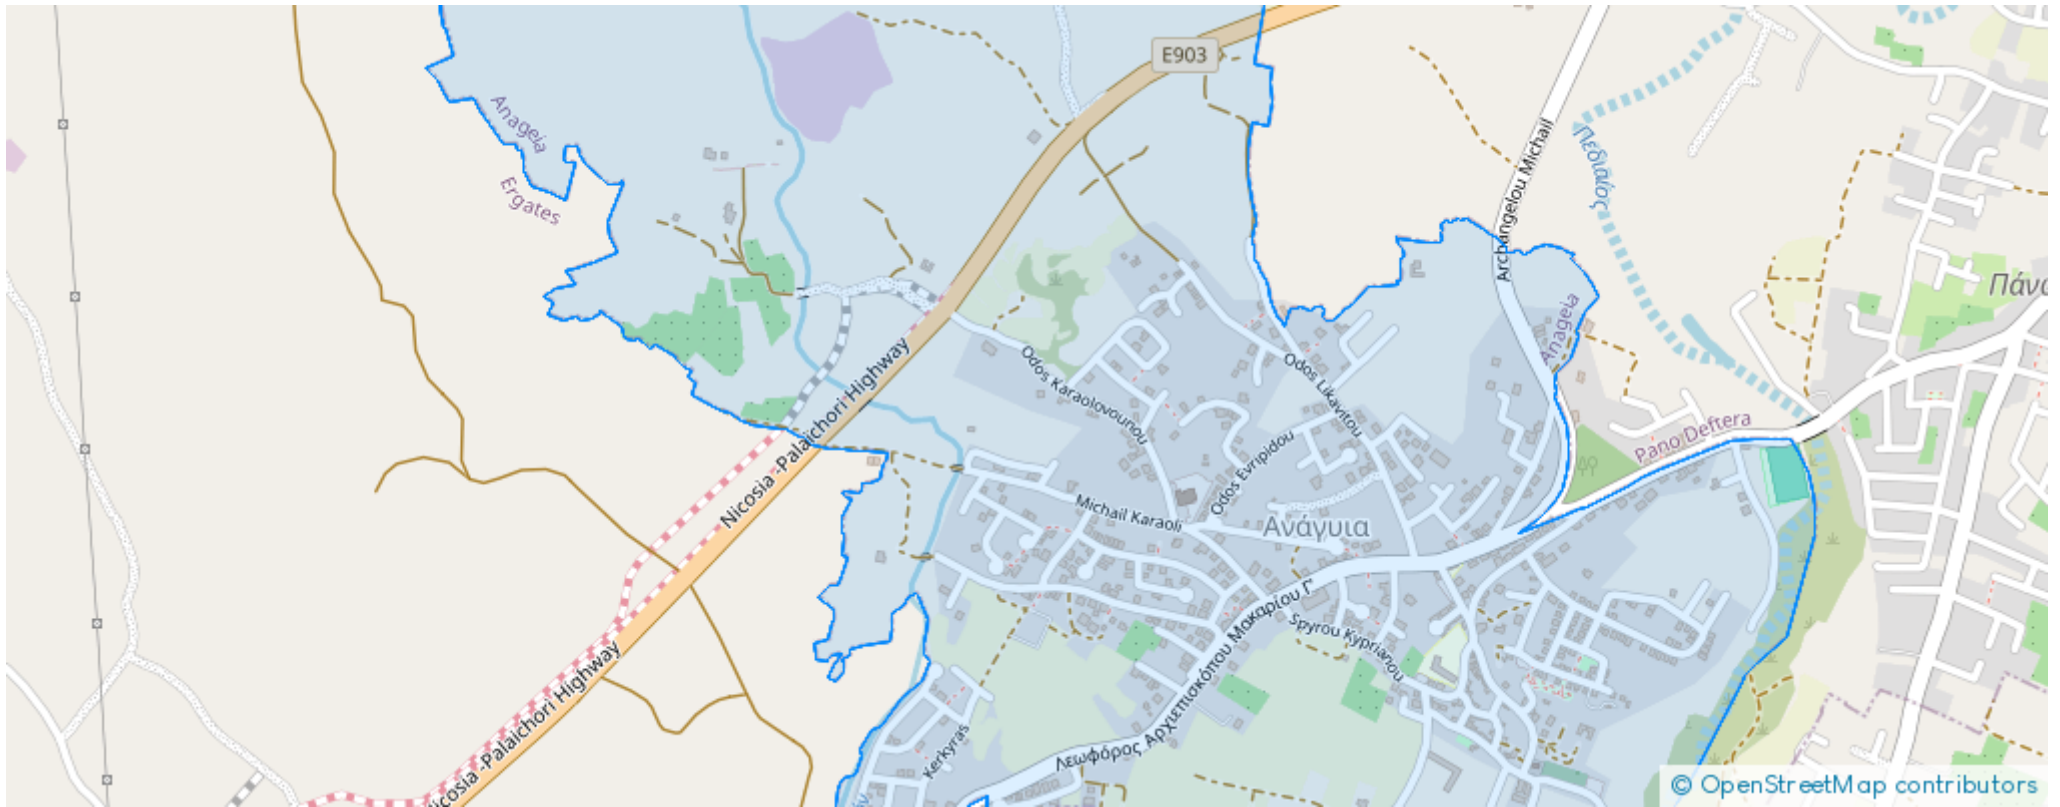 E903
Anageia
Ergates
Archangelou Michail
Πεδιαίος
Nicosia -Palaichori Highway
Odos Karaolovounou
Odos Likavitou
Anageia
Odos Evripidou
Pano Deftera
Michail Karaoli
Ανάγυια
Spyrou Kyprianou
Λεωφόρος Αρχιεπισκόπου Μακαρίου Γ'
Nicosia -Palaichori Highway
Kerkyras
© OpenStreetMap contributors